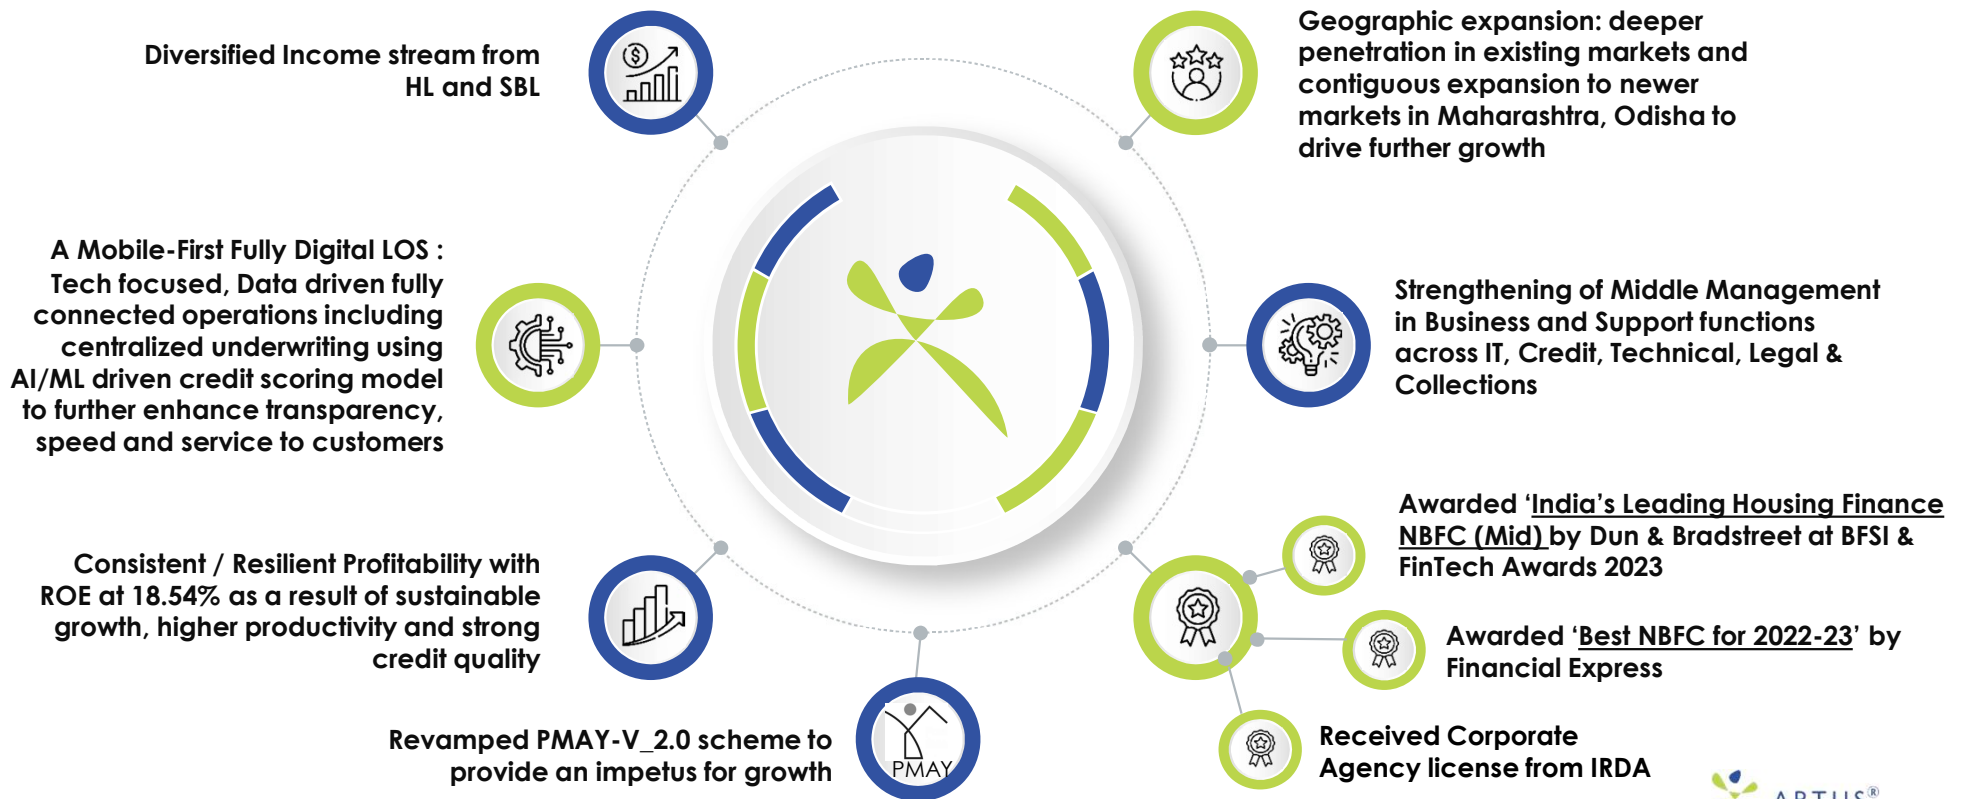 Diversified Income stream from
HL and SBL
Geographic expansion: deeper
penetration in existing markets and
contiguous expansion to newer
markets in Maharashtra, Odisha to
drive further growth
A Mobile-First Fully Digital LOS :
Tech focused, Data driven fully
connected operations including
centralized underwriting using
AI/ML driven credit scoring model
to further enhance transparency,
speed and service to customers
Strengthening of Middle Management
in Business and Support functions
across IT, Credit, Technical, Legal &
Collections
Consistent / Resilient Profitability with
ROE at 18.54% as a result of sustainable
growth, higher productivity and strong
credit quality
Awarded ‘India’s Leading Housing Finance
NBFC (Mid) by Dun & Bradstreet at BFSI &
FinTech Awards 2023
Awarded ‘Best NBFC for 2022-23’ by
Financial Express
Received Corporate
Agency license from IRDA
Revamped PMAY-V_2.0 scheme to
provide an impetus for growth
PMAY